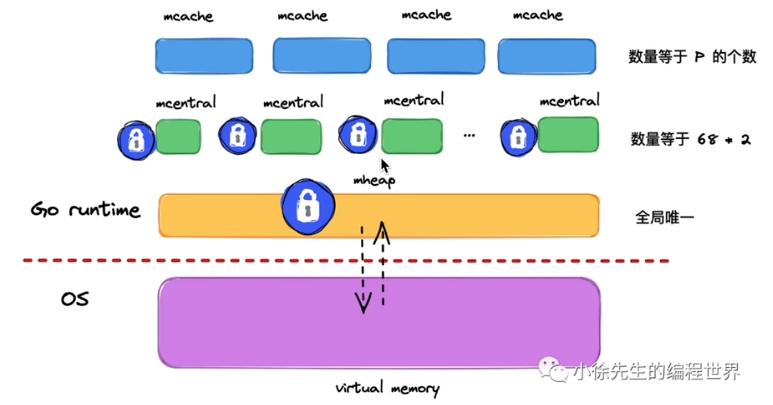 mcache mcache mcache mcache
数量等于 P 的个数
mcentral mcentral mcentral mcentral
... 数量等于 68 * 2
mheap
Go runtime 全局唯一
OS
小徐先生的编程世界
virtual memory